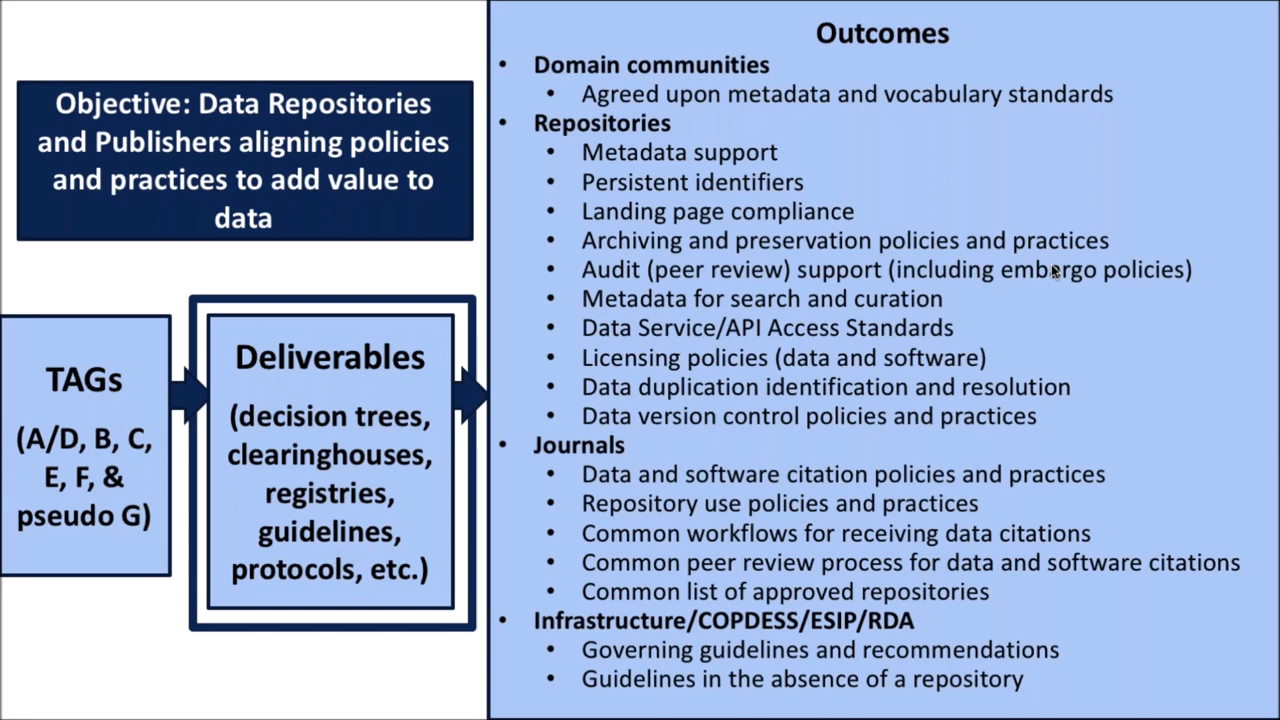 Objective: Data Repositories
and Publishers aligning policies
and practices to add value to
data
TAGs
(A/D, B, C,
E, F, &
pseudo G)
Deliverables
(decision trees,
clearinghouses,
registries,
guidelines,
protocols, etc.)
Outcomes
• Domain communities
• Agreed upon metadata and vocabulary standards
• Repositories
• Metadata support
• Persistent identifiers
• Landing page compliance
• Archiving and preservation policies and practices
• Audit (peer review) support (including embargo policies)
• Metadata for search and curation
• Data Service/API Access Standards
• Licensing policies (data and software)
• Data duplication identification and resolution
• Data version control policies and practices
• Journals
• Data and software citation policies and practices
• Repository use policies and practices
• Common workflows for receiving data citations
• Common peer review process for data and software citations
• Common list of approved repositories
• Infrastructure/COPDESS/ESIP/RDA
• Governing guidelines and recommendations
• Guidelines in the absence of a repository